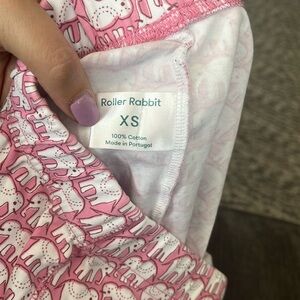 Roller Rabbit
XS
100% Cotton
Made in Portugal